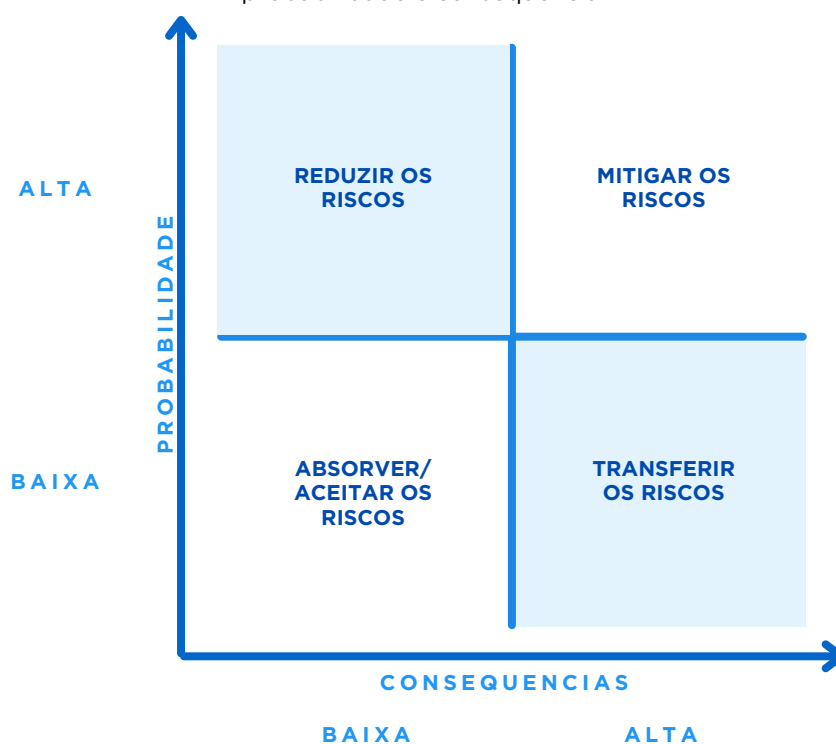 ALTA
REDUZIR OS
RISCOS
MITIGAR OS
RISCOS
PROBABILIDADE
BAIXA
ABSORVER/
ACEITAR OS
RISCOS
TRANSFERIR
OS RISCOS
CONSEQUENCIAS
BAIXA
ALTA